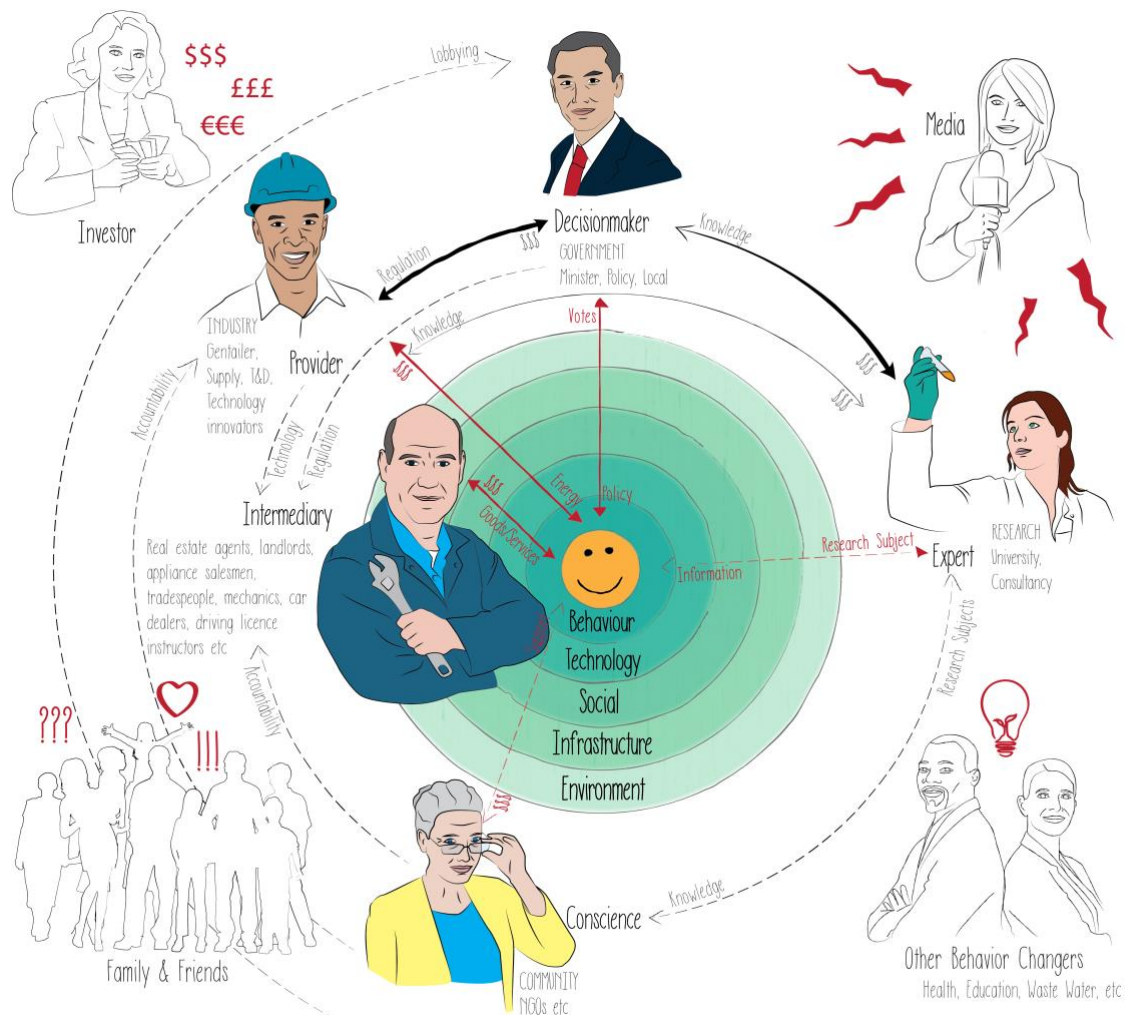 $$$
£££
€€€
Investor
Lobbying
Decisionmaker
GOVERNMENT
Minister, Policy, Local
Media
Regulation
$$$
Knowledge
$$$
INDUSTRY
Gentailer,
Supply, T&D,
Technology
innovators
Provider
Knowledge
$$$
Votes
$$$
Accountability
Technology
Regulation
Intermediary
Real estate agents, landlords,
appliance salesmen,
tradespeople, mechanics, car
dealers, driving licence
instructors etc
$$$
Goods/Services
Energy
Policy
Information
Research Subject
Expert
RESEARCH
University,
Consultancy
Behaviour
Technology
Social
Infrastructure
Environment
Accountability
Research Subjects
???
!!!
Family & Friends
$$$
Conscience
COMMUNITY
NGOs etc
Knowledge
Other Behavior Changers
Health, Education, Waste Water, etc